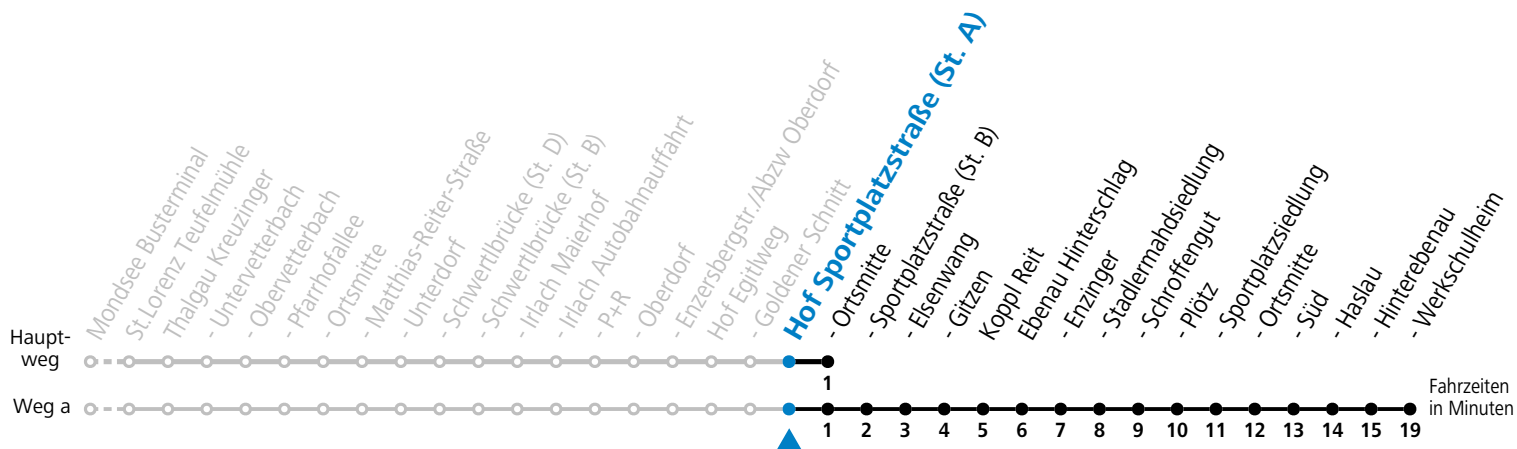 Mondsee Busterminal
St.Lorenz Teufelmühle
Thalgau Kreuzinger
- Untervetterbach
- Obervetterbach
- Pfarrhofallee
- Ortsmitte
- Matthias-Reiter-Straße
- Unterdorf
- Schwertlbrücke (St. D)
- Schwertlbrücke (St. B)
- Irlach Maierhof
- Irlach Autobahnauffahrt
- P+R
- Oberdorf
- Enzersbergstr./Abzw Oberdorf
Hof Egitlweg
- Goldener Schnitt
Hof Sportplatzstraße (St. A)
- Ortsmitte
- Sportplatzstraße (St. B)
- Elsenwang
- Gitzen
Koppl Reit
Ebenau Hinterschlag
- Enzinger
- Stadlermahdsiedlung
- Schroffengut
- Plötz
- Sportplatzsiedlung
- Ortsmitte
- Süd
- Haslau
- Hinterebenau
- Werkschulheim
Haupt-
weg
1
Weg a
1 2 3 4 5 6 7 8 9 10 11 12 13 14 15 19
Fahrzeiten
in Minuten